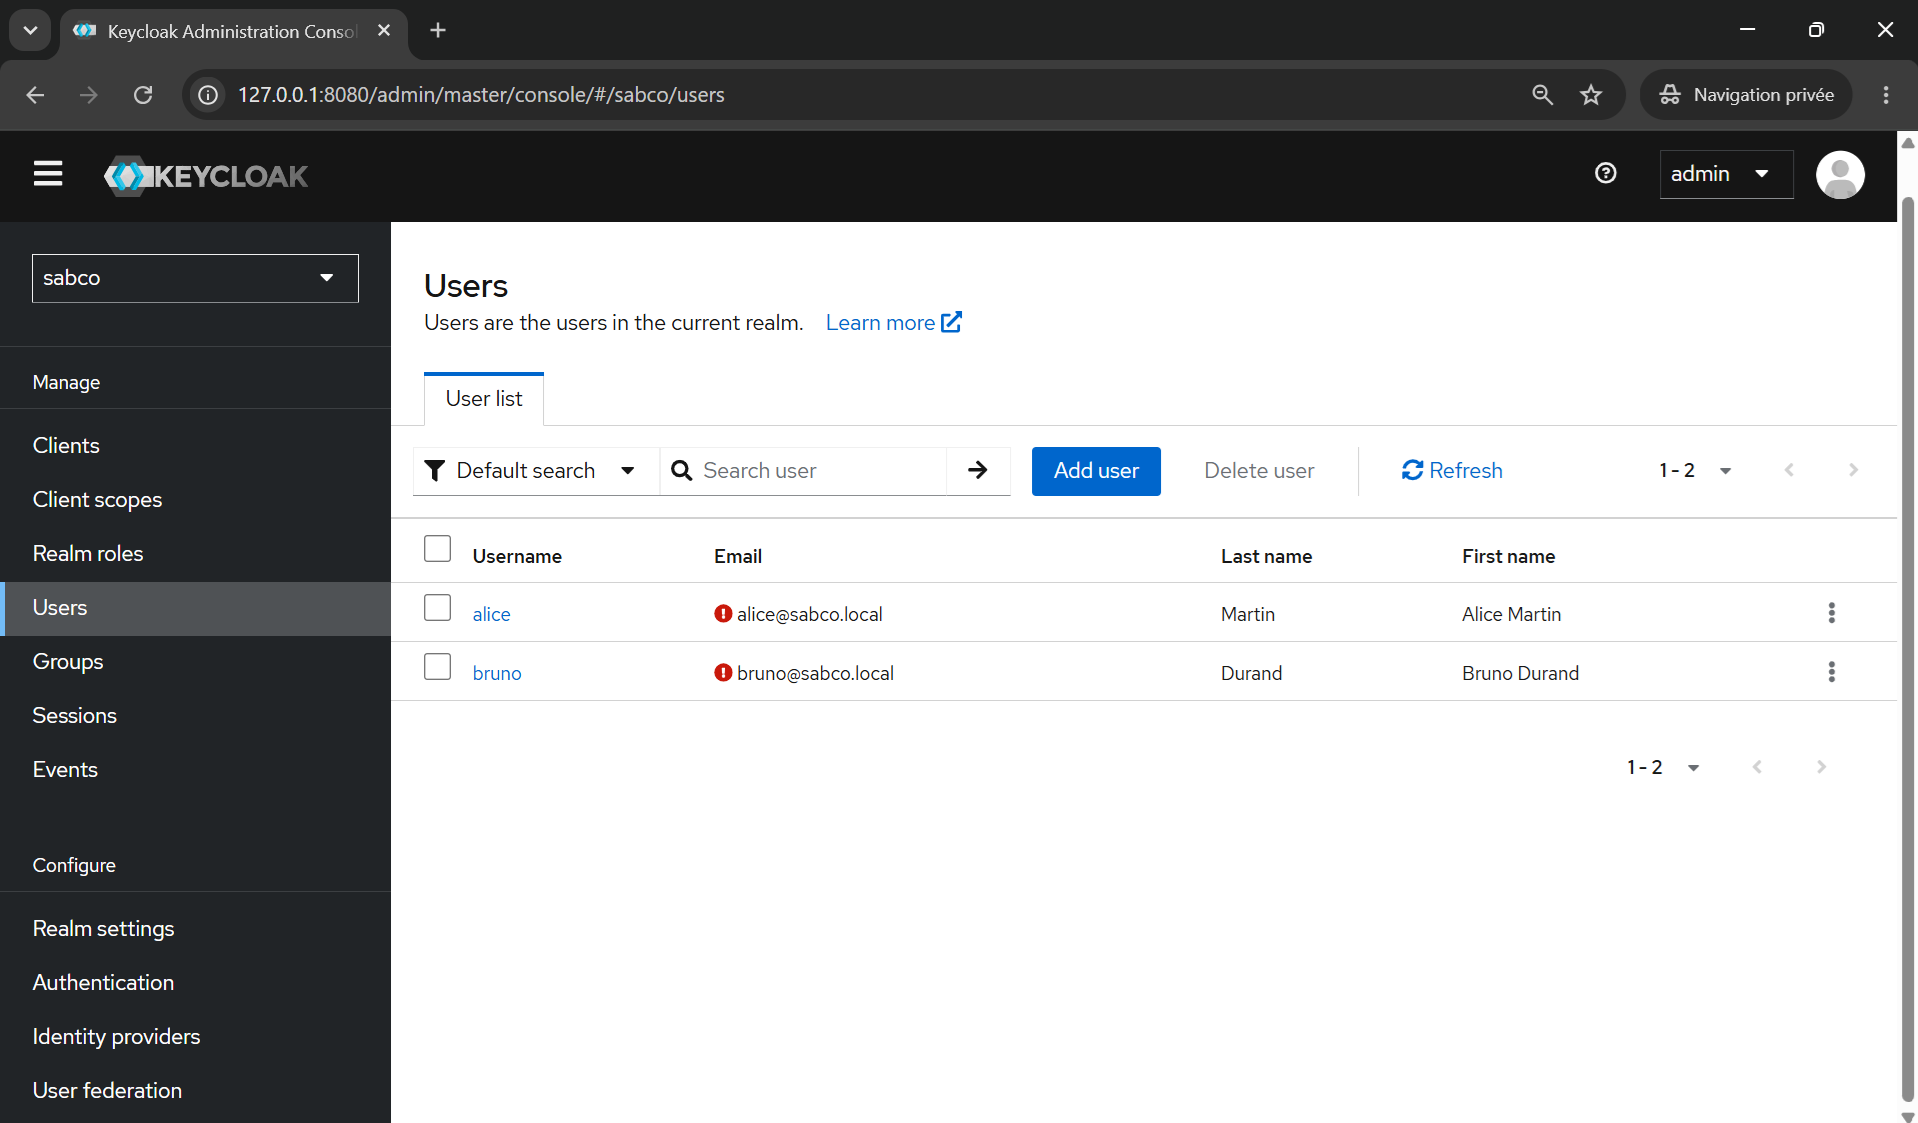 Keycloak Administration Conso
127.0.0.1:8080/admin/master/console/#/sabco/users
Navigation privée
KEYCLOAK
admin
sabco
Manage
Clients
Client scopes
Realm roles
Users
Groups
Sessions
Events
Configure
Realm settings
Authentication
Identity providers
User federation
Users
Users are the users in the current realm. Learn more
User list
Default search Search user Add user Delete user Refresh 1 - 2
Username Email Last name First name
alice alice@sabco.local Martin Alice Martin
bruno bruno@sabco.local Durand Bruno Durand
1 - 2